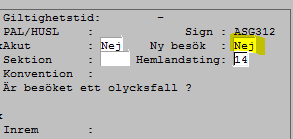 Giltighetstid:          -
PAL/HUSL    :              Sign : ASG312
Akut        : Nej    Ny besök   : Nej
Sektion     :        Hemlandsting: 14
Konvention  :
Är besöket ett olycksfall ?
Inrem       :